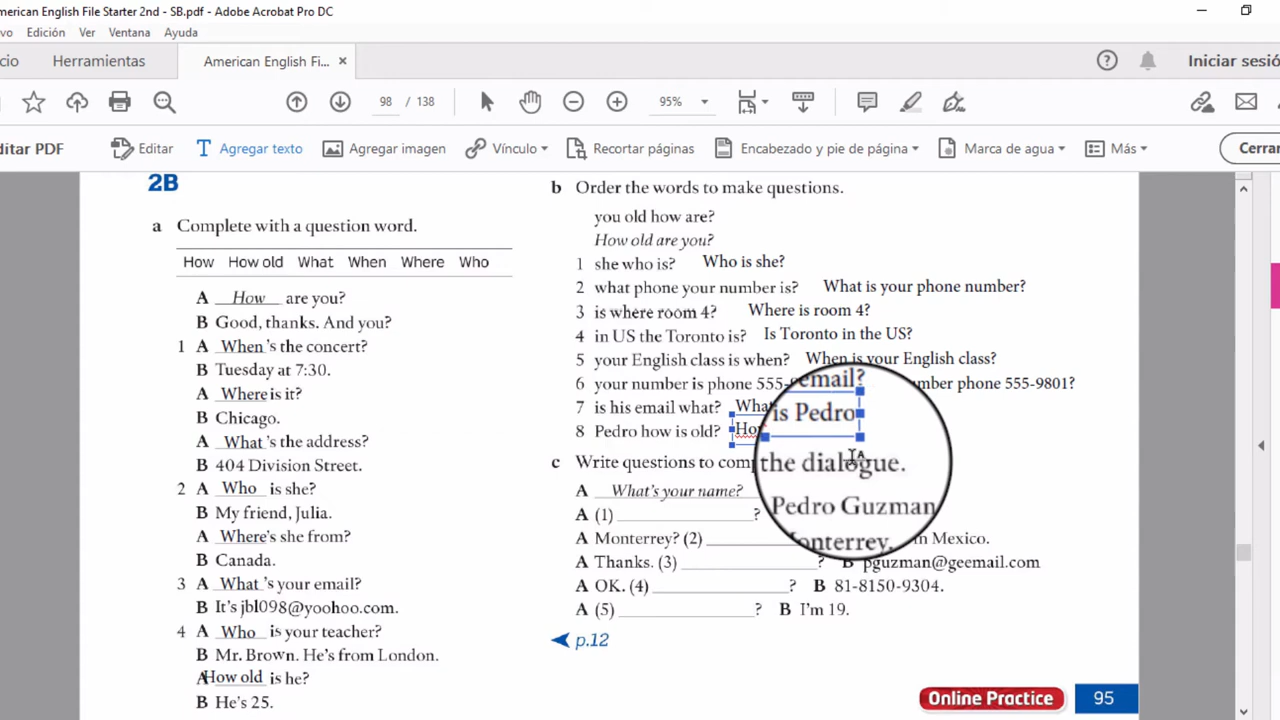 merican English File Starter 2nd - SB.pdf - Adobe Acrobat Pro DC
vo Edición Ver Ventana Ayuda
cio Herramientas American English Fi... × Iniciar sesió
98 / 138 95%
ditar PDF Editar Agregar texto Agregar imagen Vínculo Recortar páginas Encabezado y pie de página Marca de agua Más Cerrar
2B
a Complete with a question word.
How How old What When Where Who
A How are you?
B Good, thanks. And you?
1 A When's the concert?
B Tuesday at 7:30.
A Where is it?
B Chicago.
A What's the address?
B 404 Division Street.
2 A Who is she?
B My friend, Julia.
A Where's she from?
B Canada.
3 A What's your email?
B It's jbl098@yoohoo.com.
4 A Who is your teacher?
B Mr. Brown. He's from London.
A How old is he?
B He's 25.
b Order the words to make questions.
you old how are?
How old are you?
1 she who is? Who is she?
2 what phone your number is? What is your phone number?
3 is where room 4? Where is room 4?
4 in US the Toronto is? Is Toronto in the US?
5 your English class is when? When is your English class?
6 your number is phone 555-9 umber phone 555-9801?
7 is his email what? What email?
8 Pedro how is old? How is Pedro
c Write questions to comp the dialogue.
A What's your name? Pedro Guzman
A (1) ____ ?
A Monterrey? (2) ____ onterrey. in Mexico.
A Thanks. (3) ____ ? B pguzman@geemail.com
A OK. (4) ____ ? B 81-8150-9304.
A (5) ____ ? B I'm 19.
p.12
Online Practice 95